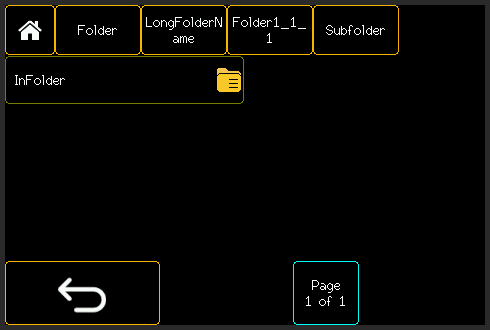 Folder
LongFolderN
ame
Folder1_1_
1
Subfolder
InFolder
Page
1 of 1